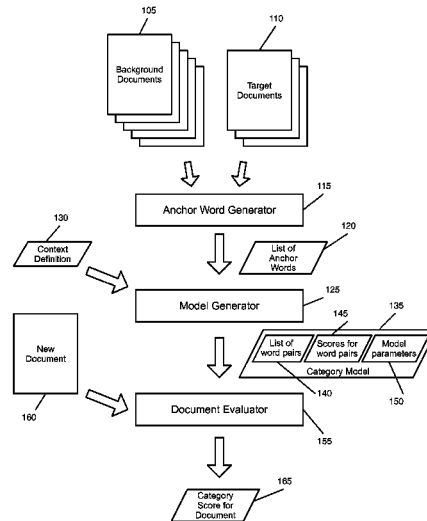 105
110
Background
Documents
Target
Documents
115
Anchor Word Generator
120
130
Context
Definition
List of
Anchor
Words
125
Model Generator
145
135
New
Document
List of
word pairs
Scores for
word pairs
Model
parameters
Category Model
140
150
160
Document Evaluator
155
165
Category
Score for
Document